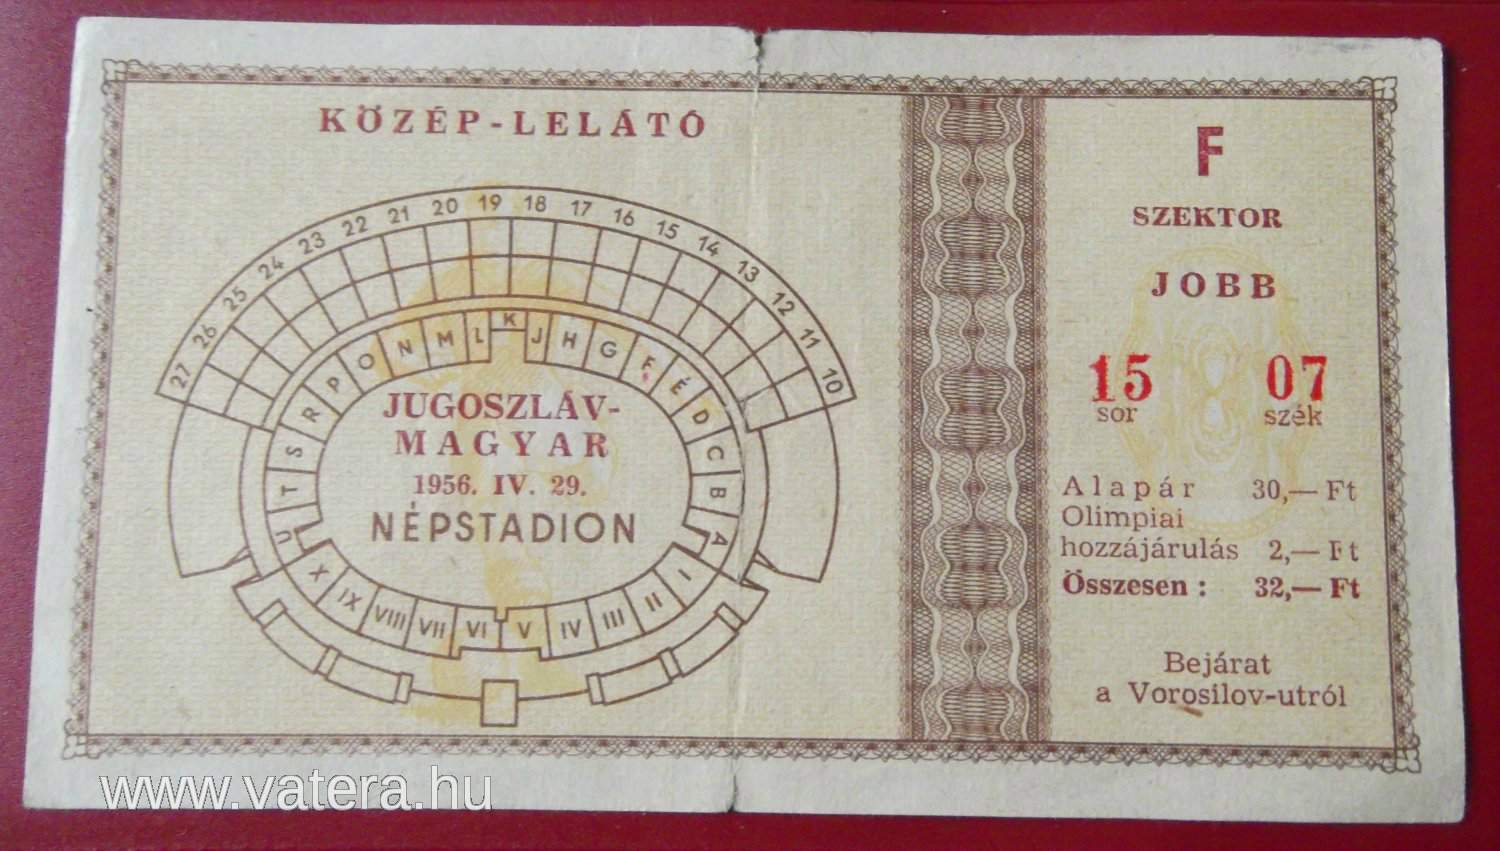 KÖZÉP-LELÁTÓ
27 26 25 24 23 22 21 20 19 18 17 16 15 14 13 12 11 10
U T S R P O N M L K J H G F É D C B A
JUGOSZLÁV-
MAGYAR
1956. IV. 29.
NÉPSTADION
X IX VIII VII VI V IV III II I
F
SZEKTOR
JOBB
15 07
sor szék
Alapár 30,— Ft
Olimpiai
hozzájárulás 2,— Ft
Összesen : 32,— Ft
Bejárat
a Vorosilov-utról
www.vatera.hu